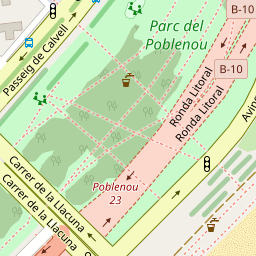 Parc del
Poblenou
B-10
Passeig de Calvell
B-10
Ronda Litoral
Ronda Litoral
Carrer de la Llacuna
Carrer de la Llacuna
Poblenou
23